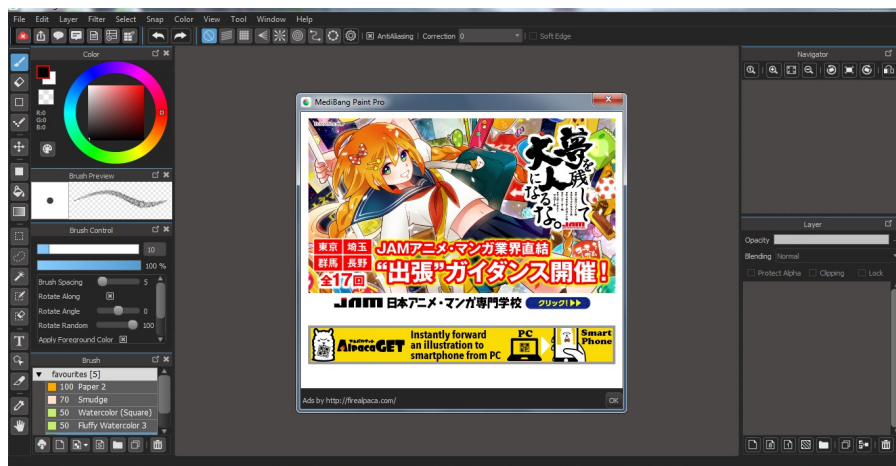 File Edit Layer Filter Select Snap Color View Tool Window Help
AntiAliasing Correction 0 Soft Edge
Color
R:0
G:0
B:0
Brush Preview
Brush Control
10
100 %
Brush Spacing 5
Rotate Along
Rotate Angle 0
Rotate Random 100
Apply Foreground Color
Brush
favourites [5]
100 Paper 2
70 Smudge
50 Watercolor (Square)
50 Fluffy Watercolor 3
MediBang Paint Pro
夢を残して
大人になるな。
JAM
東京 埼玉
群馬 長野
全17回
JAMアニメ・マンガ業界直結
“出張”ガイダンス開催!
JAM 日本アニメ・マンガ専門学校 クリック!
AlpacaGET
Instantly forward
an illustration to
smartphone from PC
PC
Smart
Phone
Ads by http://firealpaca.com/
OK
Navigator
Layer
Opacity
Blending Normal
Protect Alpha Clipping Lock